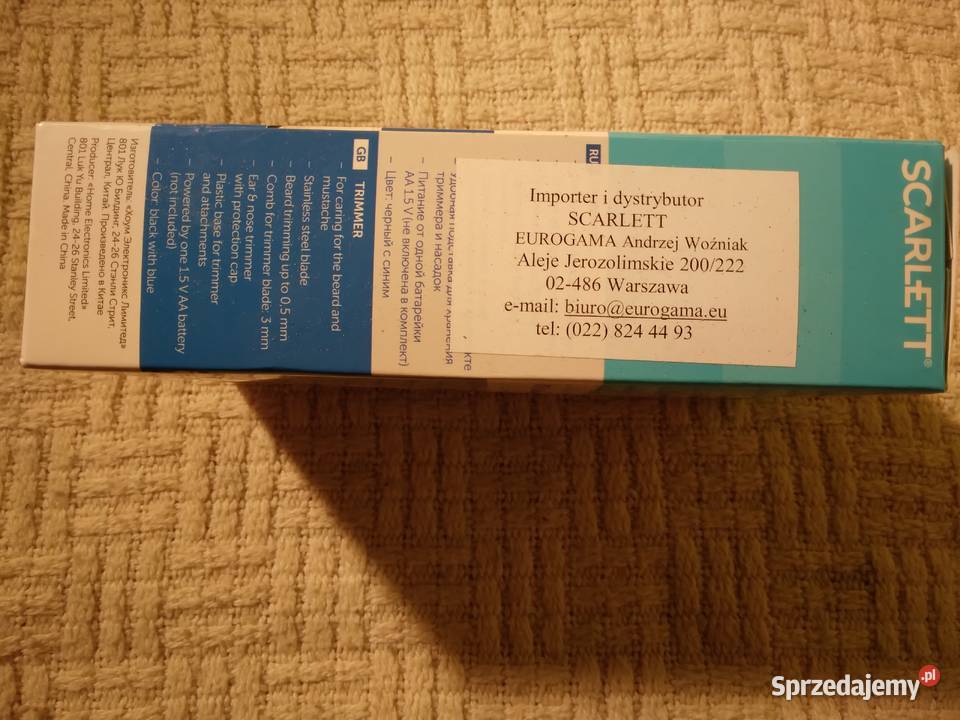 SCARLETT®
Importer i dystrybutor
SCARLETT
EUROGAMA Andrzej Woźniak
Aleje Jerozolimskie 200/222
02-486 Warszawa
e-mail: biuro@eurogama.eu
tel: (022) 824 44 93
RU
триммера и насадок
– Питание от одной батарейки
AA 1.5 V (не включена в комплект)
– Цвет: черный с синим
GB TRIMMER
– For caring for the beard and
mustache
– Stainless steel blade
– Beard trimming up to 0,5 mm
– Comb for trimmer blade: 3 mm
– Ear & nose trimmer
with protection cap
– Plastic base for trimmer
and attachments
– Powered by one 1.5 V AA battery
(not included)
– Color: black with blue
Изготовитель: «Хоум Электроникс Лимитед»
801 Лук Ю Билдинг, 24-26 Стэнли Стрит,
Централ, Китай. Произведено в Китае
Producer: «Home Electronics Limited»
801 Luk Yu Building, 24-26 Stanley Street,
Central, China. Made in China
Sprzedajemy.pl